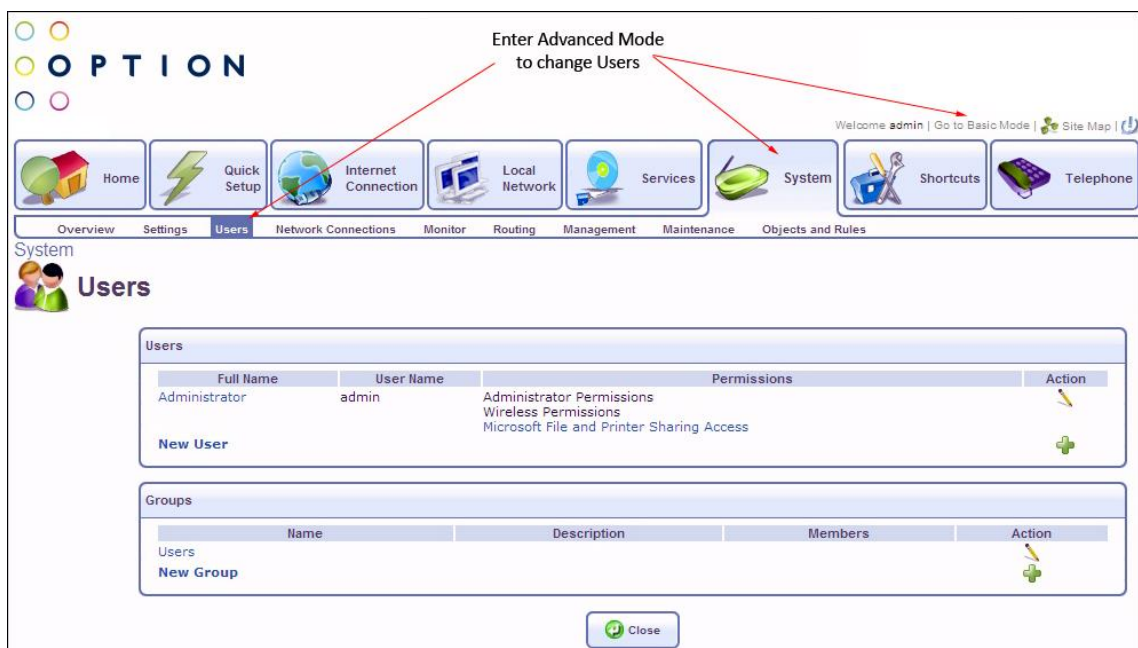 Enter Advanced Mode
to change Users
OPTION
Welcome admin | Go to Basic Mode | Site Map |
Home
Quick
Setup
Internet
Connection
Local
Network
Services
System
Shortcuts
Telephone
Overview Settings Users Network Connections Monitor Routing Management Maintenance Objects and Rules
System
Users
Users
Full Name User Name Permissions Action
Administrator admin Administrator Permissions
Wireless Permissions
Microsoft File and Printer Sharing Access
New User
Groups
Name Description Members Action
Users
New Group
Close